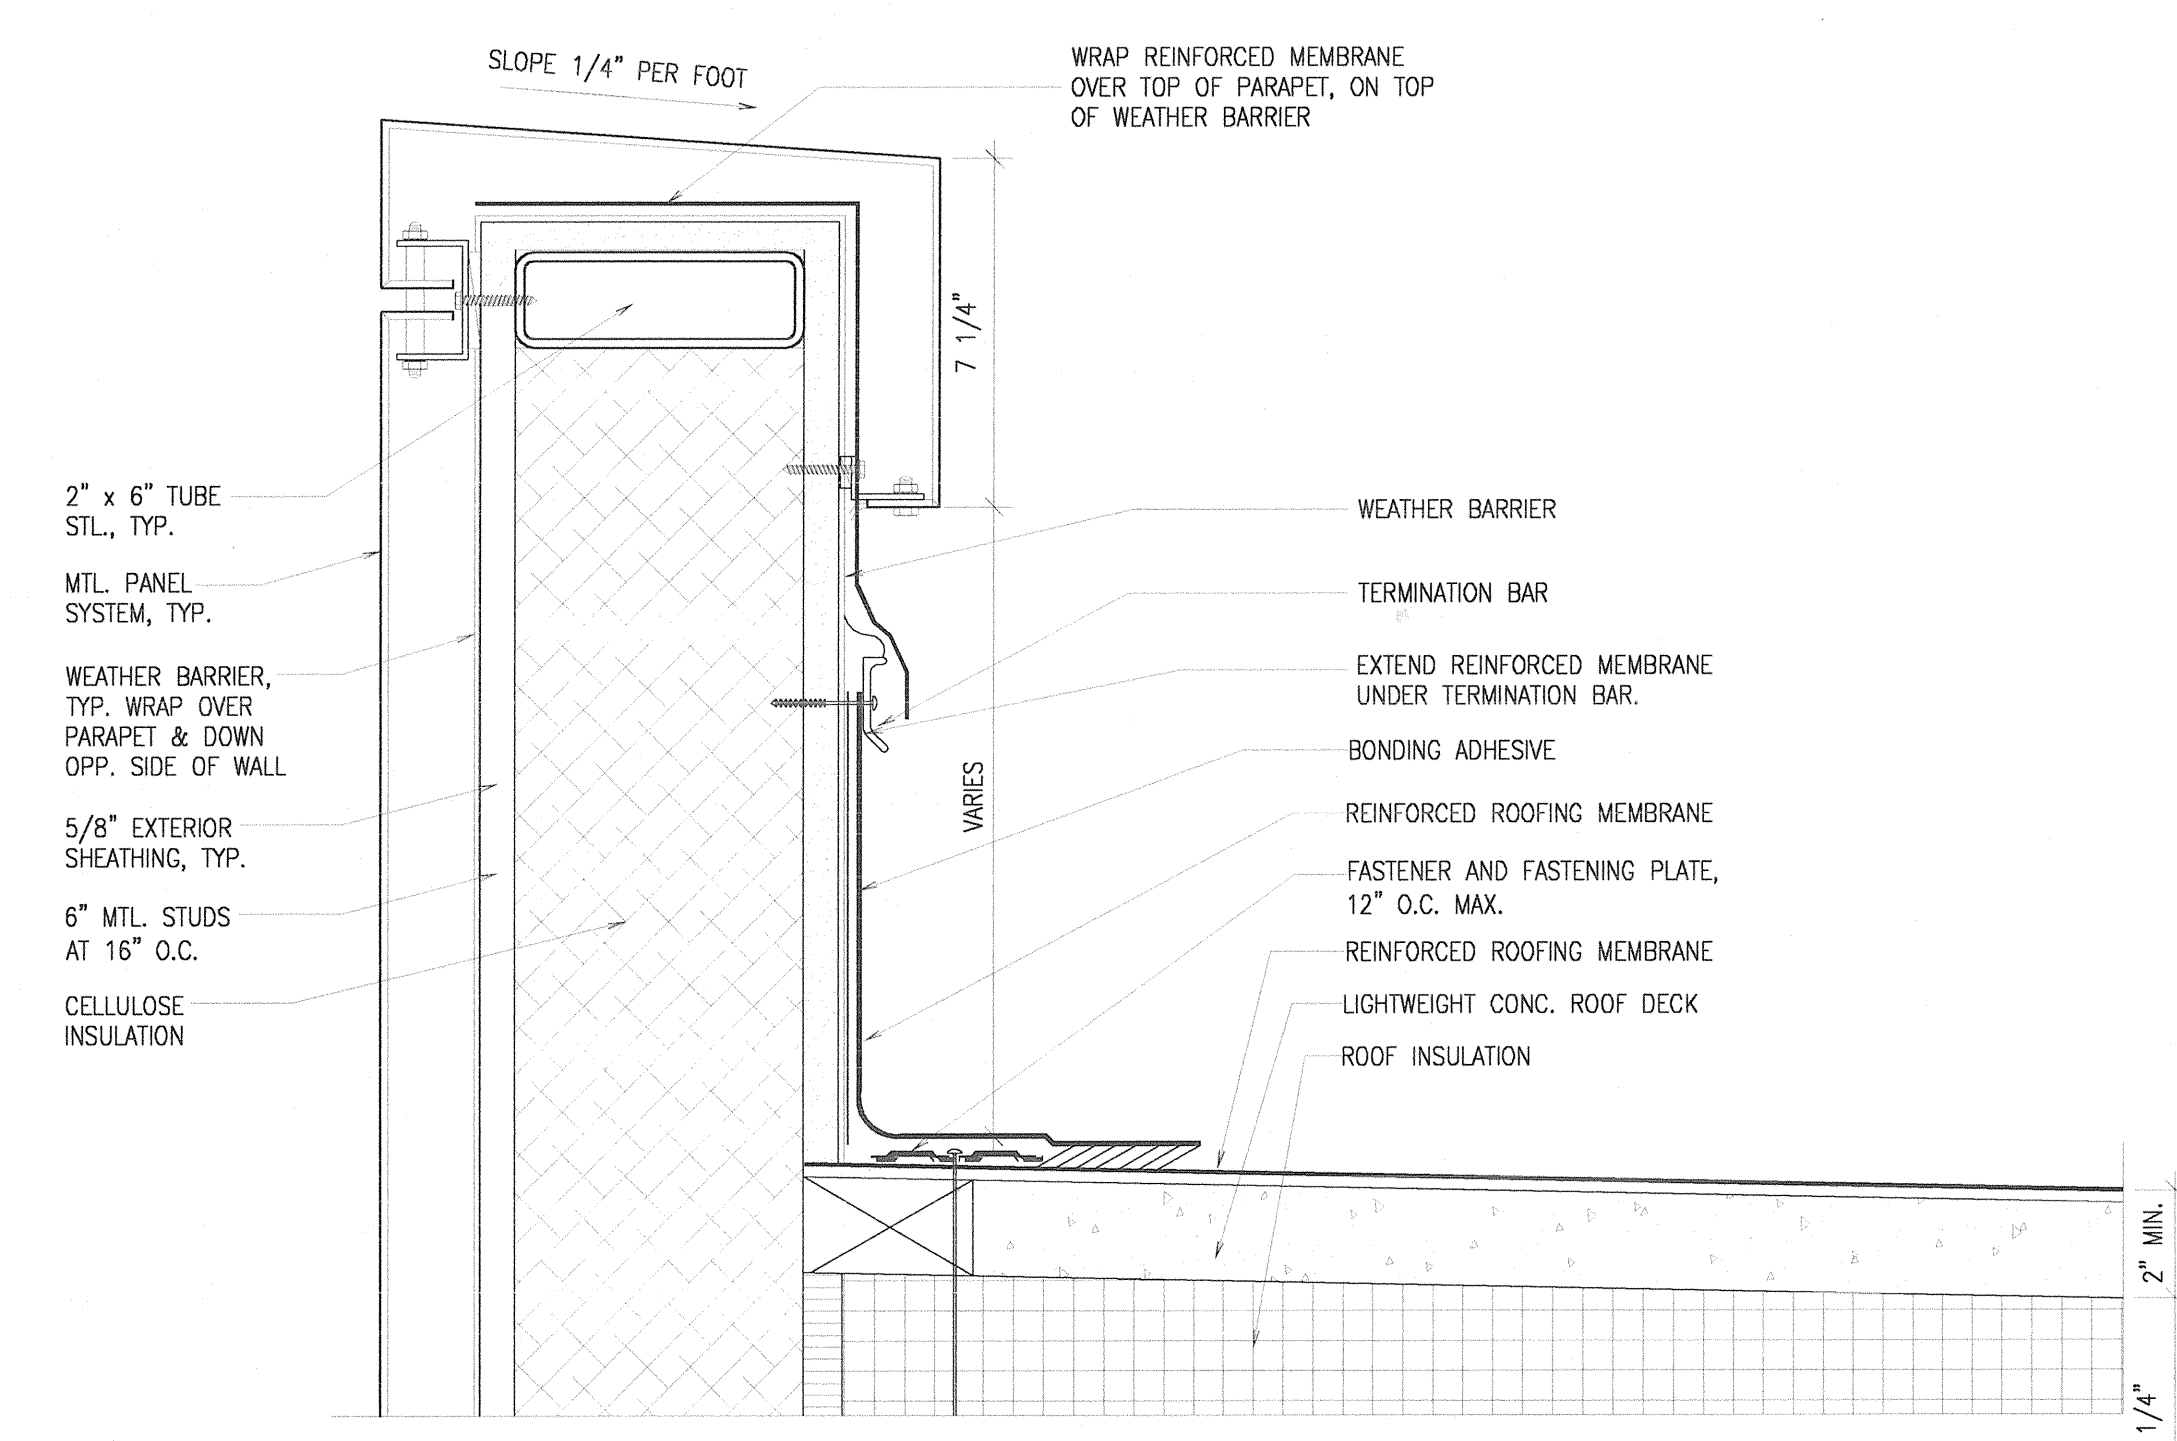 SLOPE 1/4" PER FOOT
WRAP REINFORCED MEMBRANE
OVER TOP OF PARAPET, ON TOP
OF WEATHER BARRIER
7 1/4"
2" x 6" TUBE
STL., TYP.
MTL. PANEL
SYSTEM, TYP.
WEATHER BARRIER,
TYP. WRAP OVER
PARAPET & DOWN
OPP. SIDE OF WALL
5/8" EXTERIOR
SHEATHING, TYP.
6" MTL. STUDS
AT 16" O.C.
CELLULOSE
INSULATION
WEATHER BARRIER
TERMINATION BAR
EXTEND REINFORCED MEMBRANE
UNDER TERMINATION BAR.
BONDING ADHESIVE
VARIES
REINFORCED ROOFING MEMBRANE
FASTENER AND FASTENING PLATE,
12" O.C. MAX.
REINFORCED ROOFING MEMBRANE
LIGHTWEIGHT CONC. ROOF DECK
ROOF INSULATION
2" MIN.
1/4"